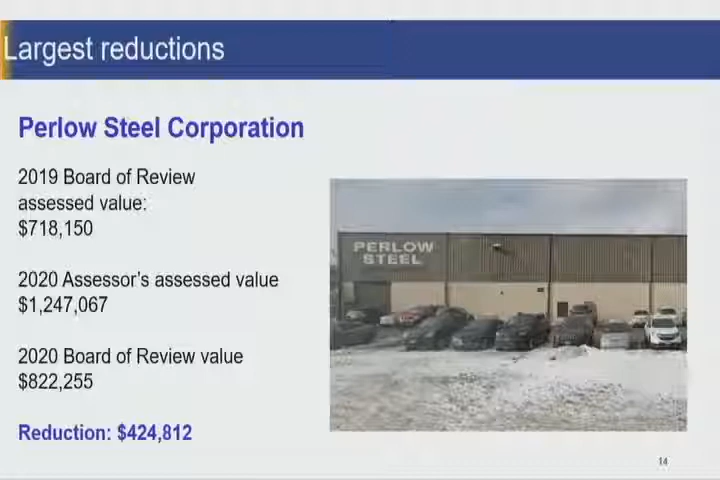 Largest reductions
Perlow Steel Corporation
2019 Board of Review
assessed value:
$718,150
2020 Assessor's assessed value
$1,247,067
2020 Board of Review value
$822,255
Reduction: $424,812
PERLOW
STEEL
14